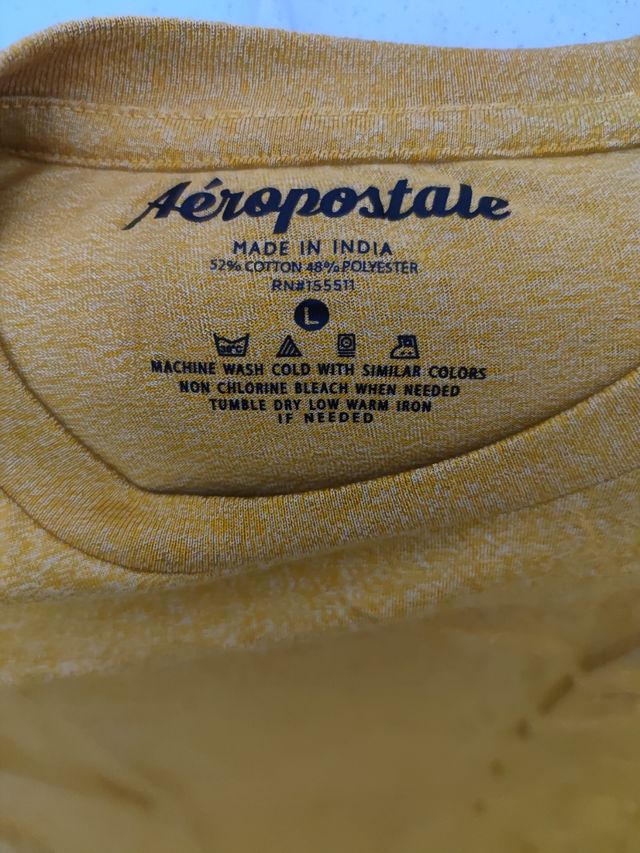 Aéropostale
MADE IN INDIA
52% COTTON 48% POLYESTER
RN#155511
L
MACHINE WASH COLD WITH SIMILAR COLORS
NON CHLORINE BLEACH WHEN NEEDED
TUMBLE DRY LOW WARM IRON
IF NEEDED